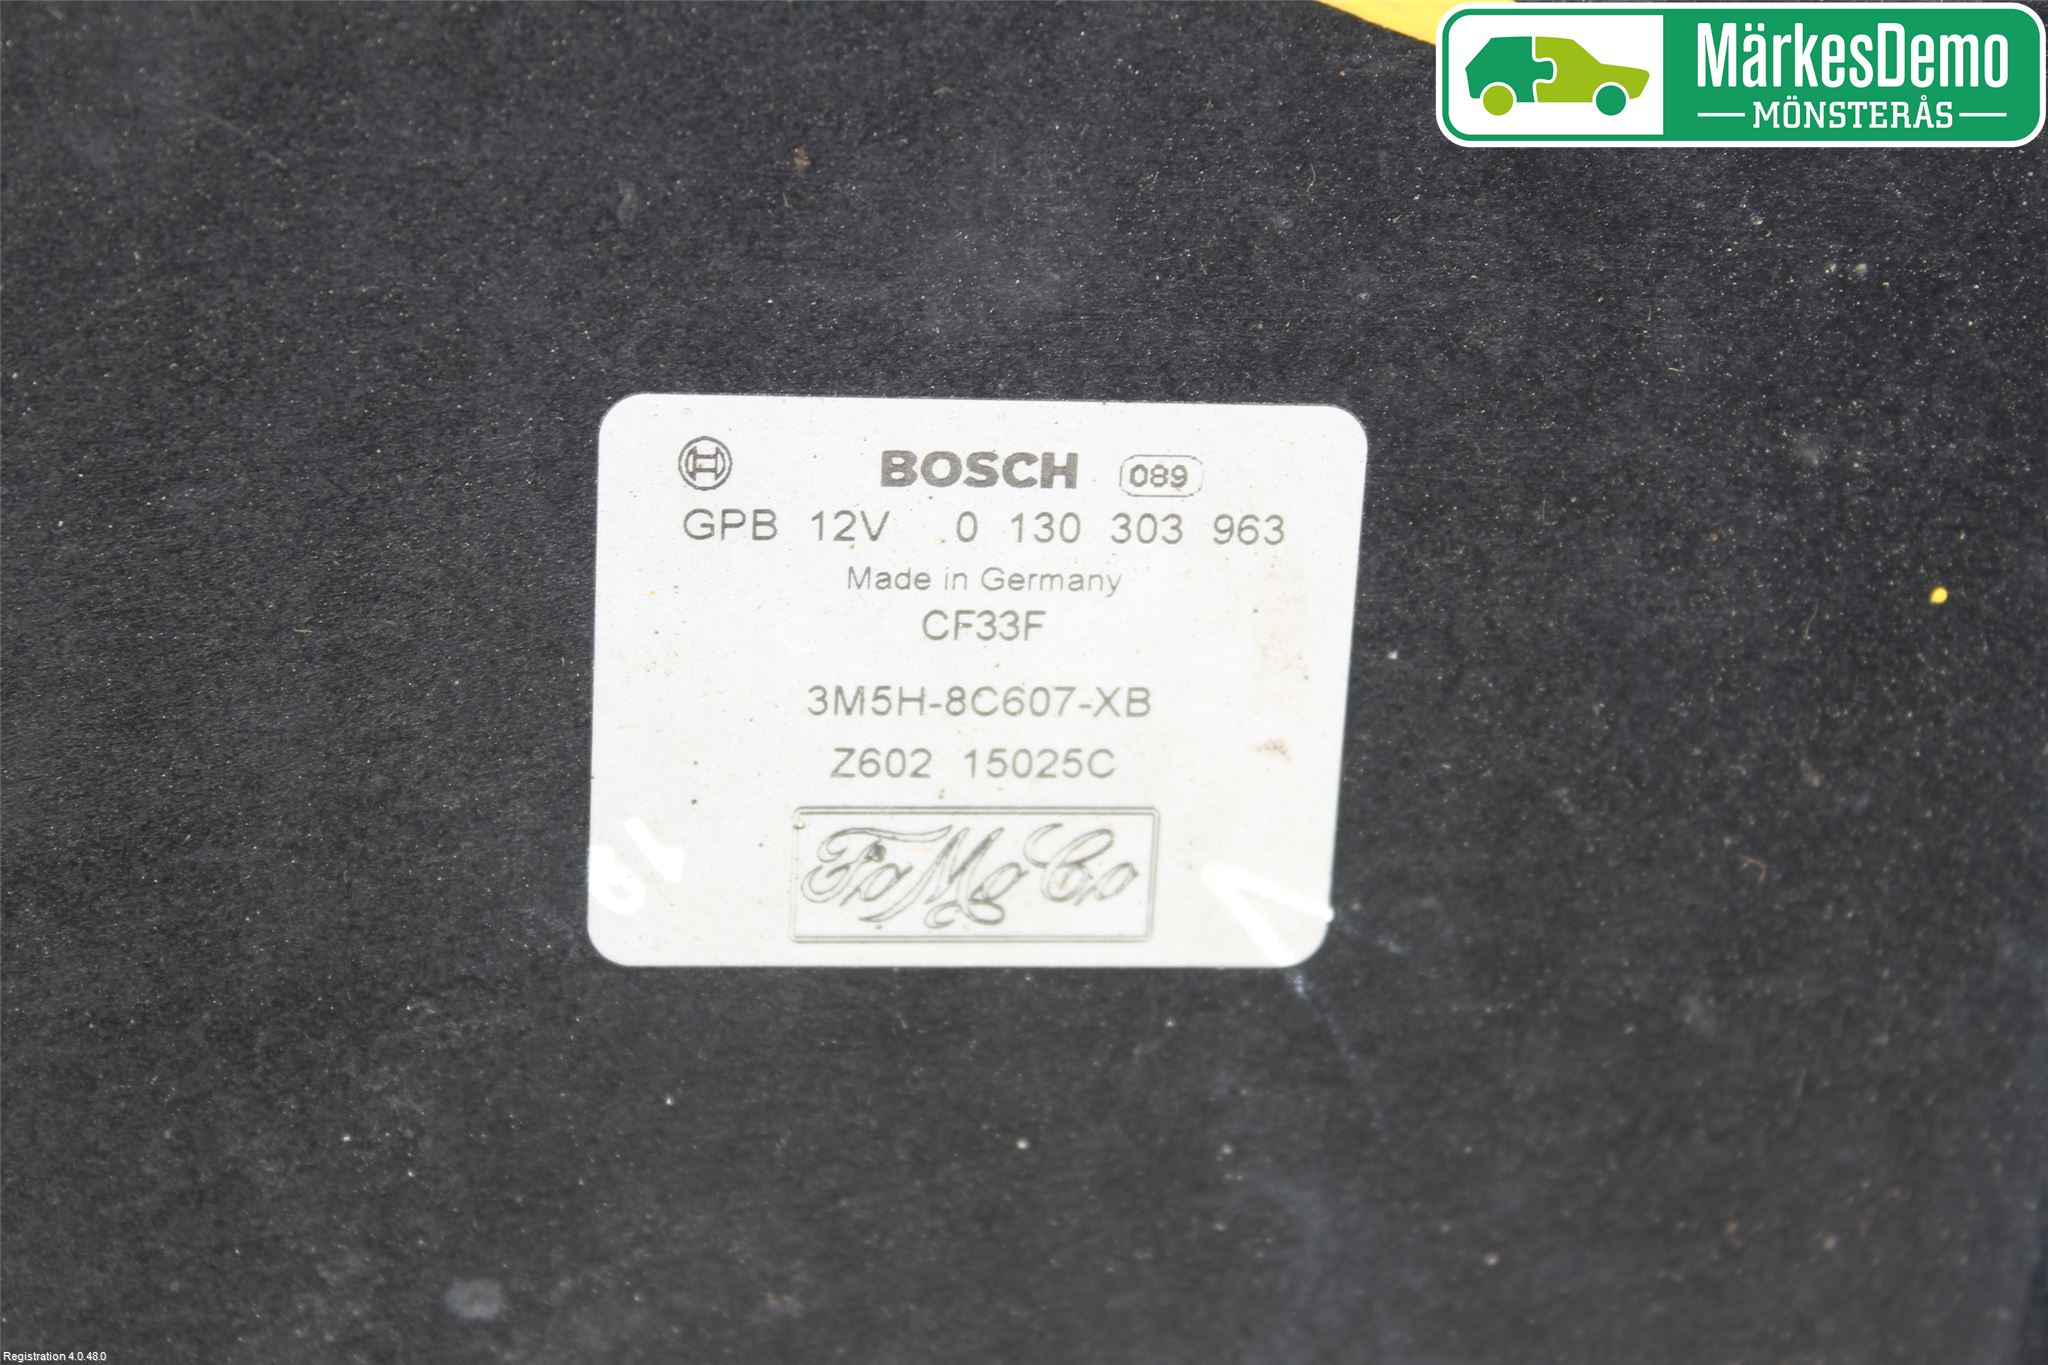 MärkesDemo
MÖNSTERÅS
BOSCH 089
GPB 12V 0 130 303 963
Made in Germany
CF33F
3M5H-8C607-XB
Z602 15025C
FoMoCo
19
Registration 4.0.48.0